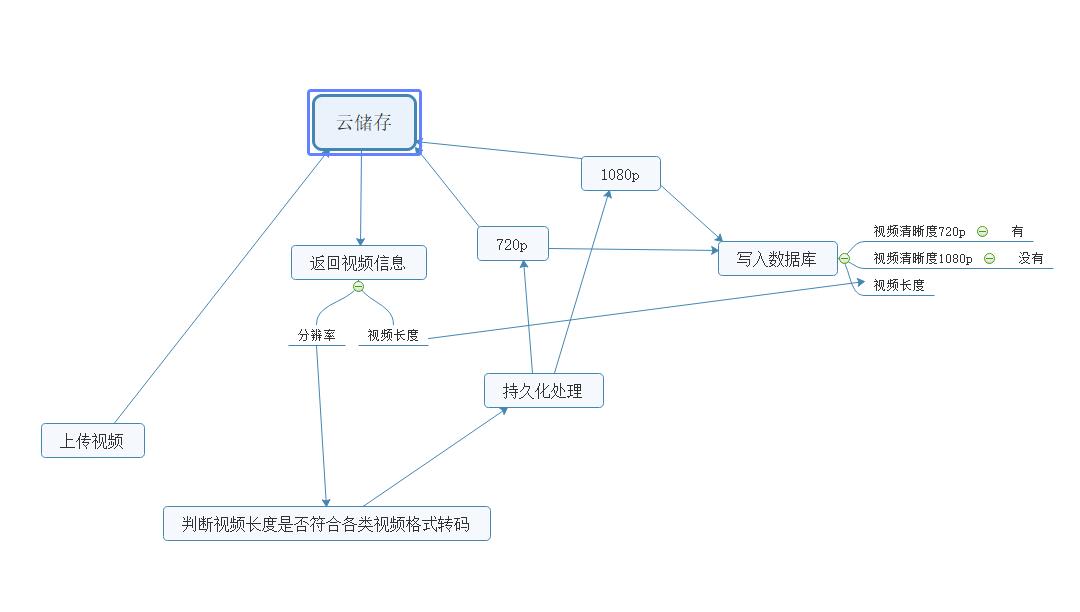 云储存
1080p
720p
视频清晰度720p
有
写入数据库
视频清晰度1080p
没有
返回视频信息
视频长度
分辨率
视频长度
持久化处理
上传视频
判断视频长度是否符合各类视频格式转码